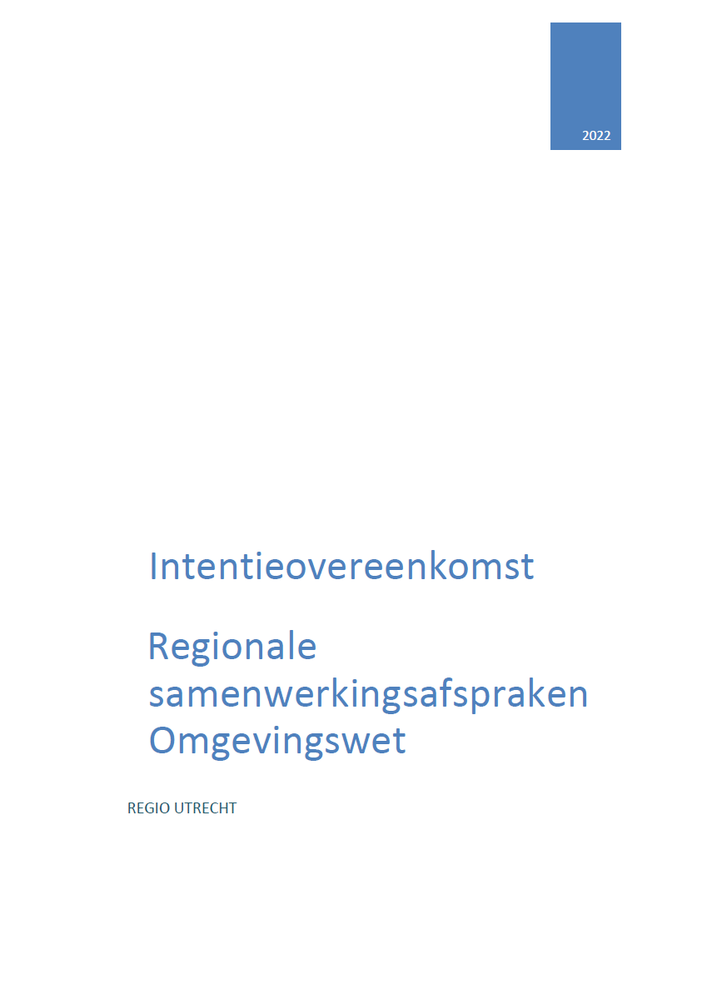 2022
Intentieovereenkomst
Regionale
samenwerkingsafspraken
Omgevingswet
REGIO UTRECHT